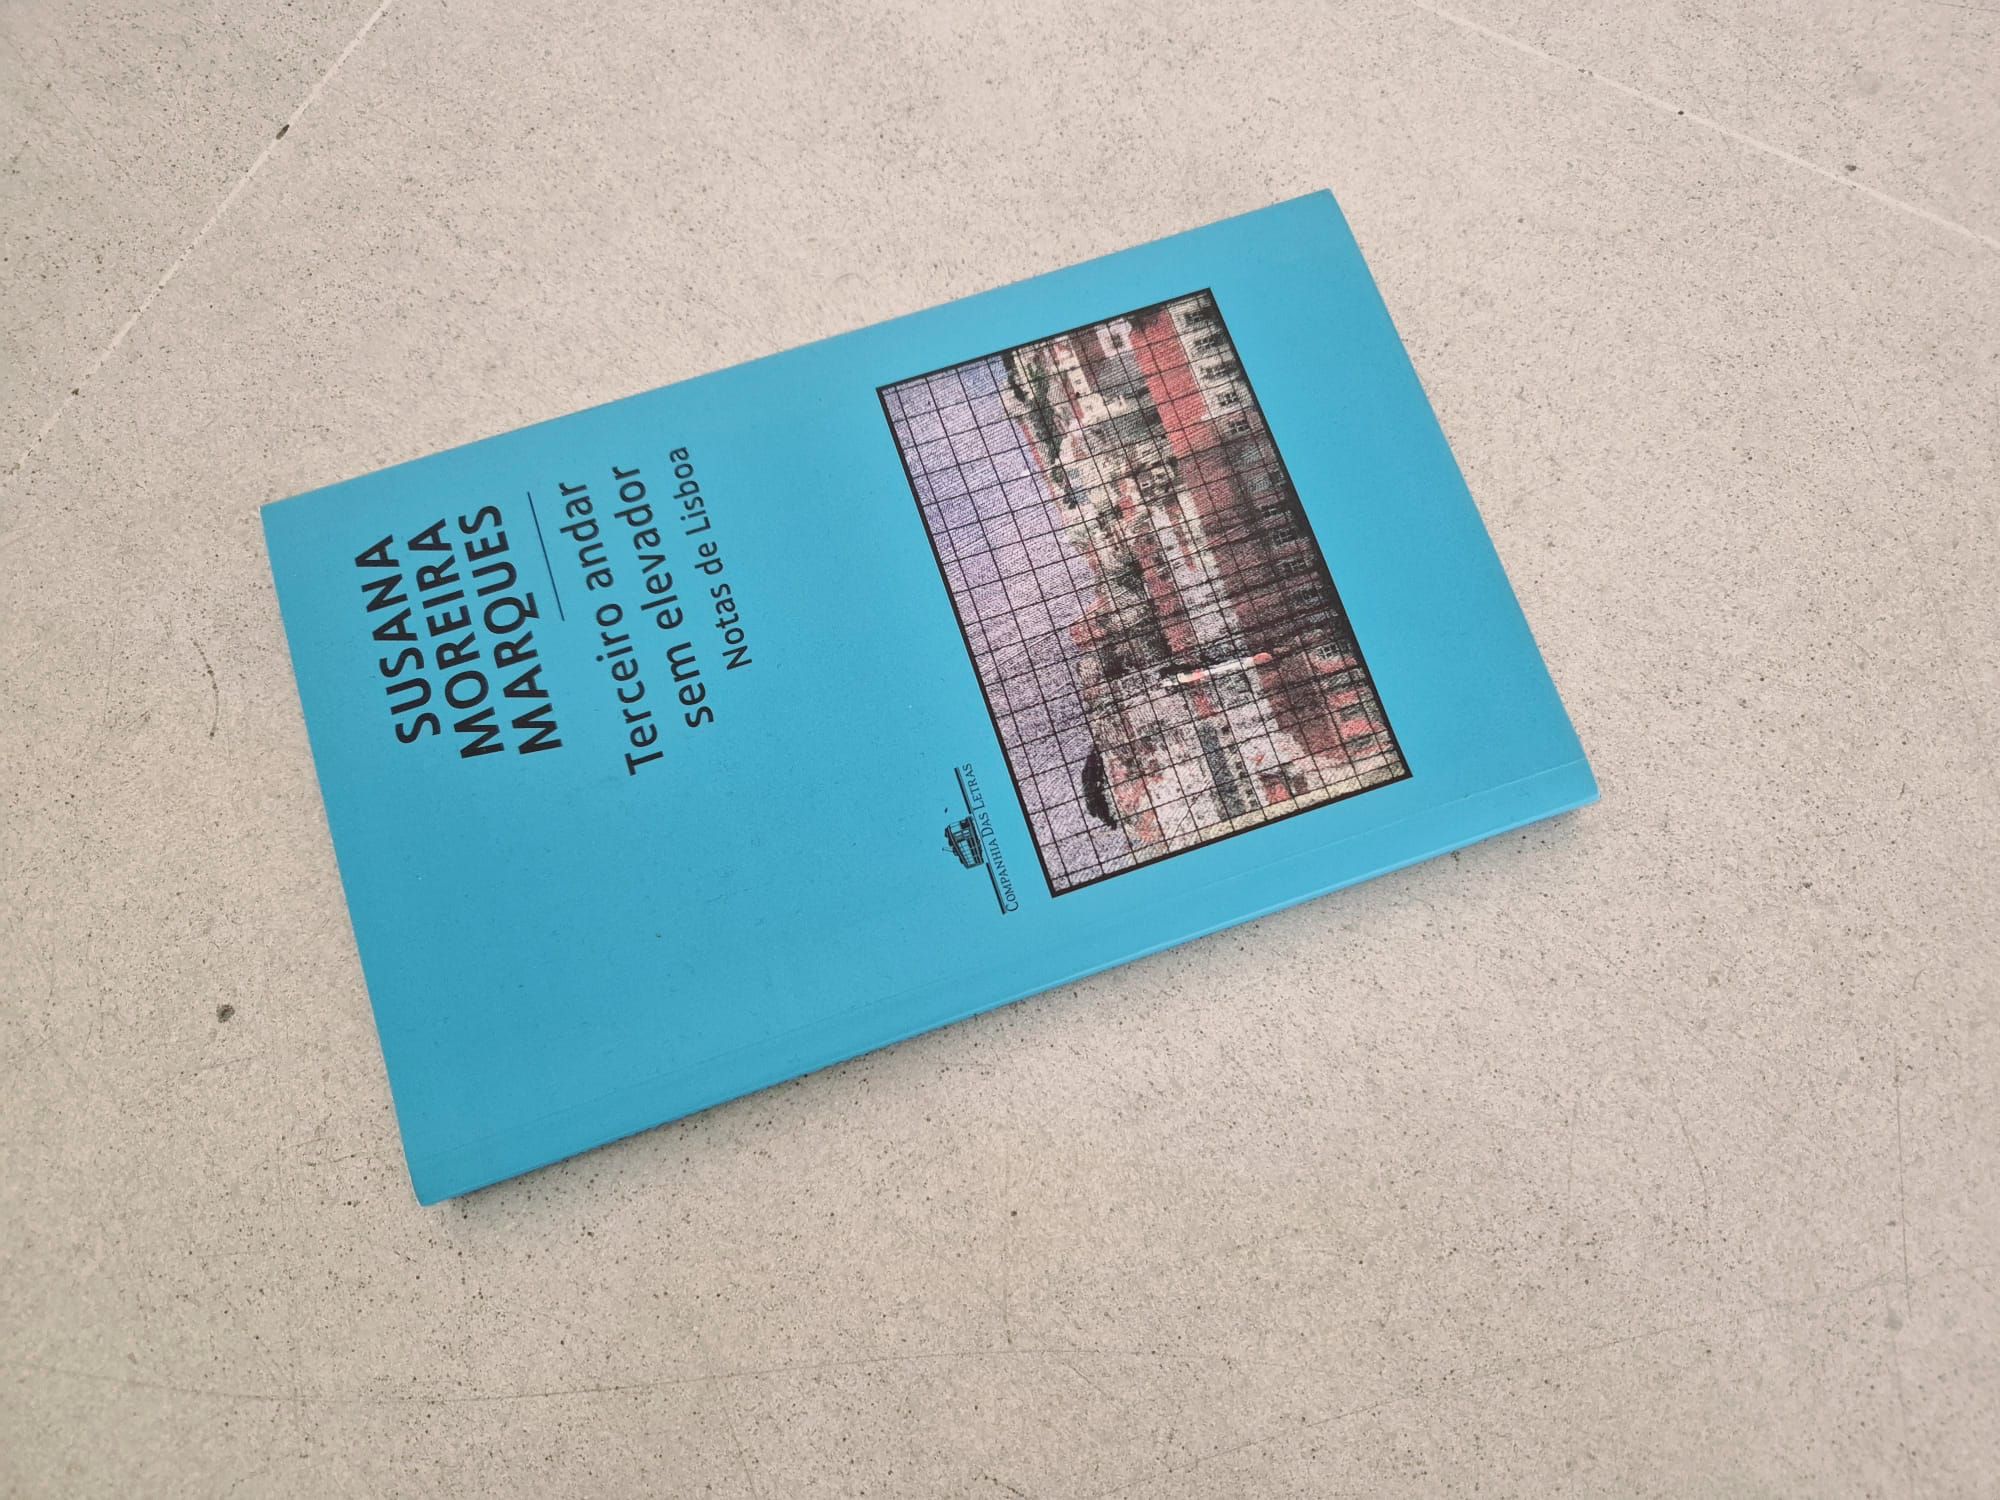 SUSANA
MOREIRA
MARQUES
Terceiro andar
sem elevador
Notas de Lisboa
COMPANHIA DAS LETRAS